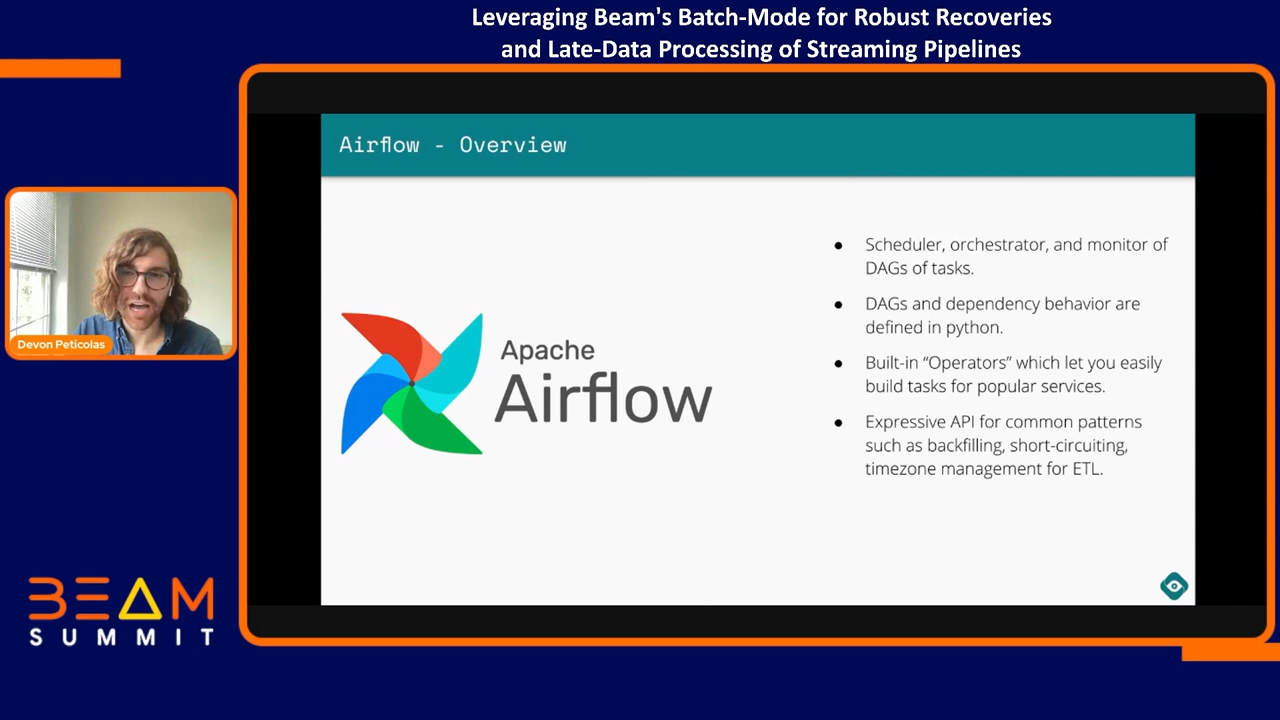 Leveraging Beam's Batch-Mode for Robust Recoveries
and Late-Data Processing of Streaming Pipelines
Airflow - Overview
Scheduler, orchestrator, and monitor of
DAGs of tasks.
DAGs and dependency behavior are
defined in python.
Built-in “Operators” which let you easily
build tasks for popular services.
Expressive API for common patterns
such as backfilling, short-circuiting,
timezone management for ETL.
Apache
Airflow
Devon Peticolas
BEAM
SUMMIT